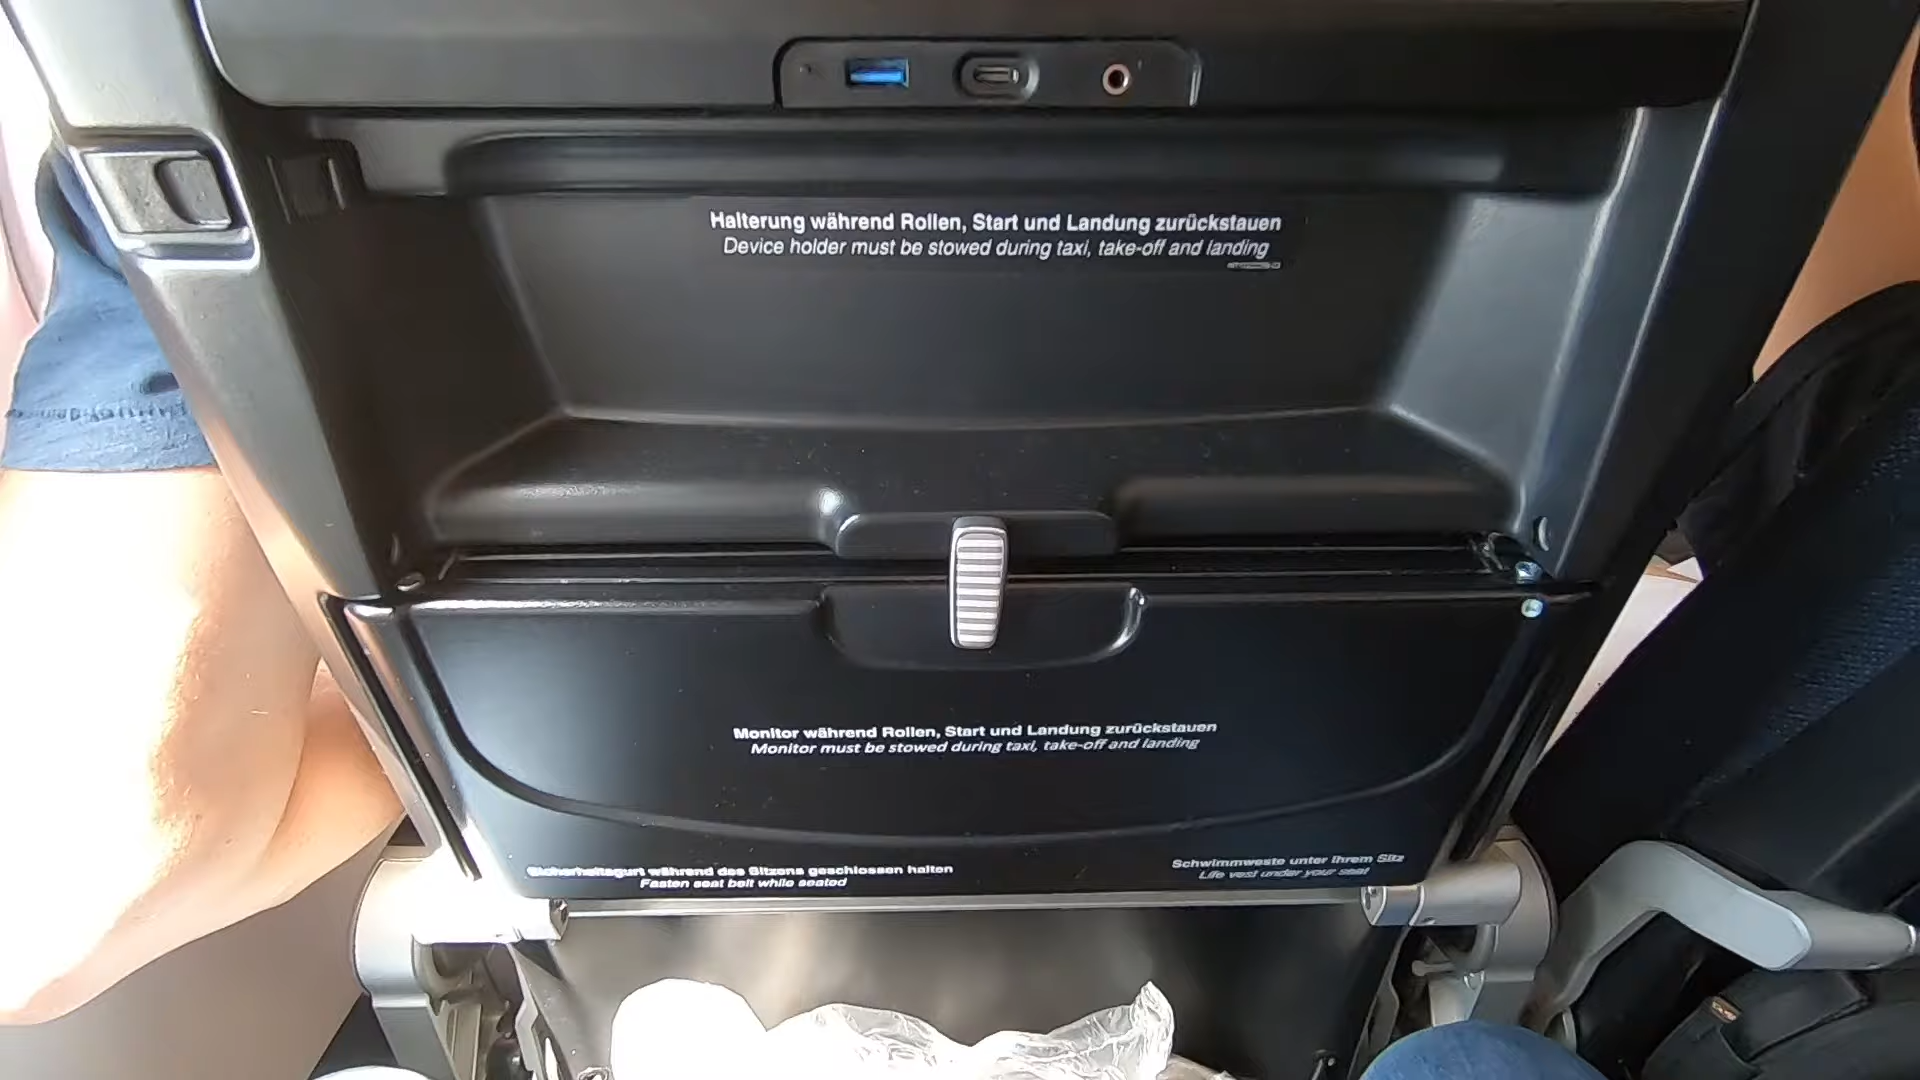 Halterung während Rollen, Start und Landung zurückstauen
Device holder must be stowed during taxi, take-off and landing
Monitor während Rollen, Start und Landung zurückstauen
Monitor must be stowed during taxi, take-off and landing
Sicherheitsgurt während des Sitzens geschlossen halten
Fasten seat belt while seated
Schwimmweste unter Ihrem Sitz
Life vest under your seat